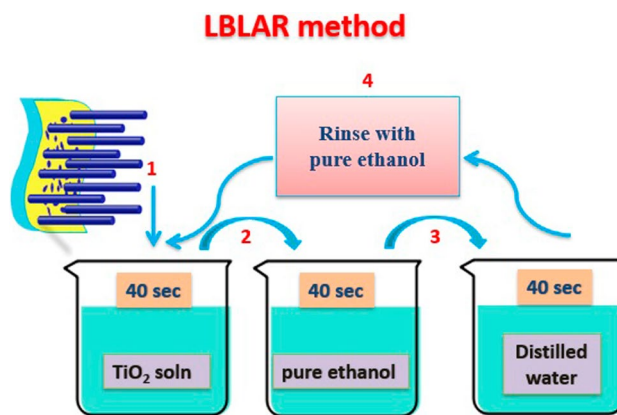 LBLAR method
4
Rinse with
pure ethanol
1
2
3
40 sec
40 sec
40 sec
TiO₂ soln
pure ethanol
Distilled
water